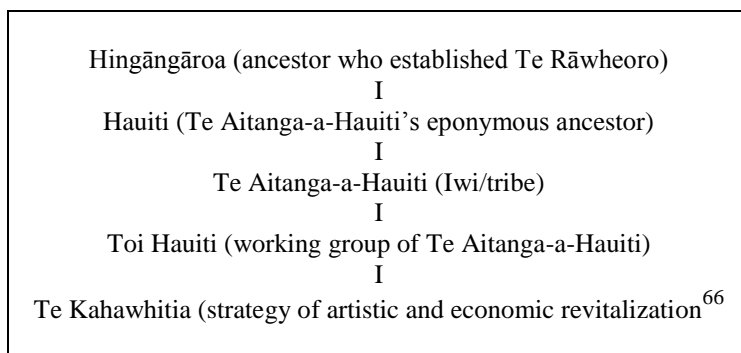 Hingāngāroa (ancestor who established Te Rāwheoro)
I
Hauiti (Te Aitanga-a-Hauiti’s eponymous ancestor)
I
Te Aitanga-a-Hauiti (Iwi/tribe)
I
Toi Hauiti (working group of Te Aitanga-a-Hauiti)
I
Te Kahawhitia (strategy of artistic and economic revitalization66